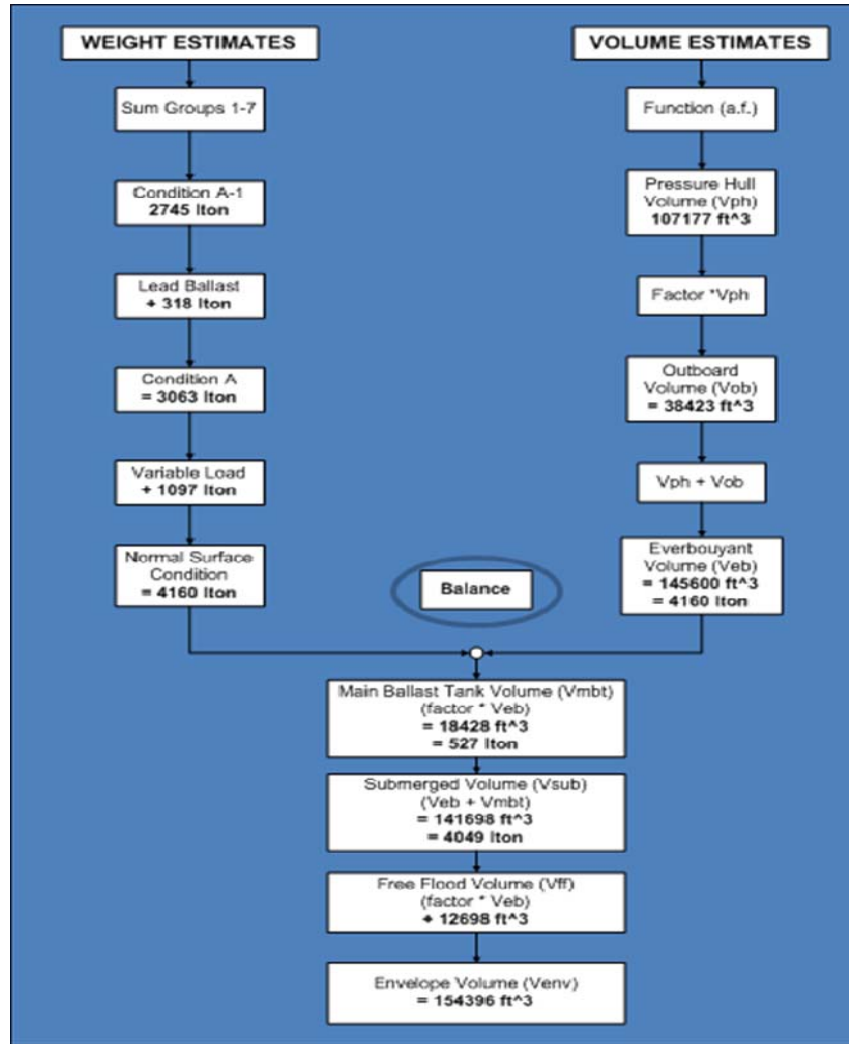 WEIGHT ESTIMATES
Sum Groups 1-7
Condition A-1
2745 lton
Lead Ballast
+ 318 lton
Condition A
= 3063 lton
Variable Load
+ 1097 lton
Normal Surface
Condition
= 4160 lton
VOLUME ESTIMATES
Function (a.f.)
Pressure Hull
Volume (Vph)
107177 ft^3
Factor *Vph
Outboard
Volume (Vob)
= 38423 ft^3
Vph + Vob
Everbouyant
Volume (Veb)
= 145600 ft^3
= 4160 lton
Balance
Main Ballast Tank Volume (Vmbt)
(factor * Veb)
= 18428 ft^3
= 527 lton
Submerged Volume (Vsub)
(Veb + Vmbt)
= 141698 ft^3
= 4049 lton
Free Flood Volume (Vff)
(factor * Veb)
+ 12698 ft^3
Envelope Volume (Venv)
= 154396 ft^3